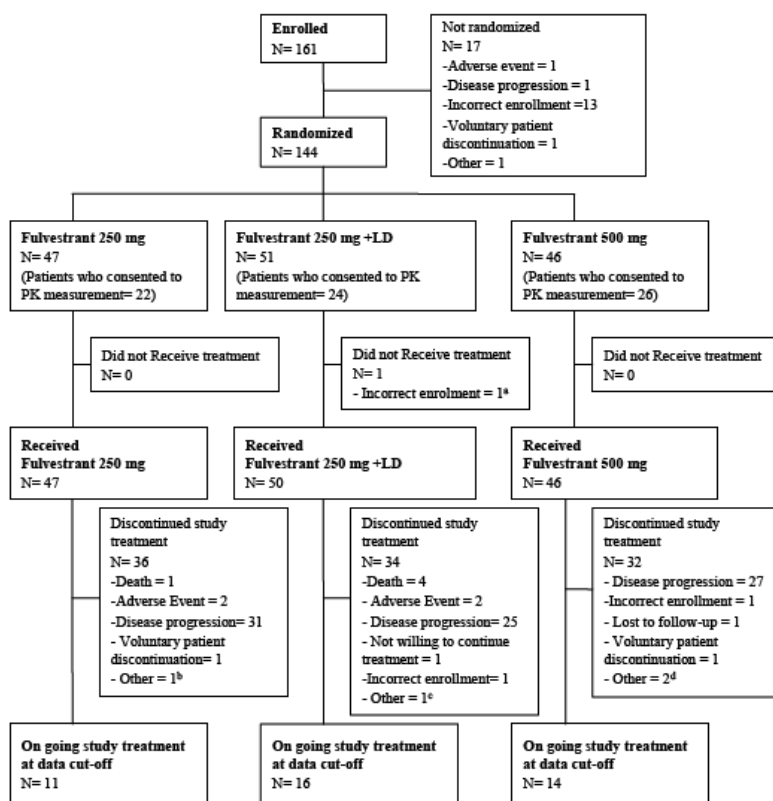 Enrolled
N= 161
Not randomized
N= 17
-Adverse event = 1
-Disease progression = 1
-Incorrect enrollment =13
-Voluntary patient
discontinuation = 1
-Other = 1
Randomized
N= 144
Fulvestrant 250 mg
N= 47
(Patients who consented to
PK measurement= 22)
Fulvestrant 250 mg +LD
N= 51
(Patients who consented to PK
measurement= 24)
Fulvestrant 500 mg
N= 46
(Patients who consented to
PK measurement= 26)
Did not Receive treatment
N= 0
Did not Receive treatment
N= 1
- Incorrect enrolment = 1ᵃ
Did not Receive treatment
N= 0
Received
Fulvestrant 250 mg
N= 47
Received
Fulvestrant 250 mg +LD
N= 50
Received
Fulvestrant 500 mg
N= 46
Discontinued study
treatment
N= 36
-Death = 1
-Adverse Event = 2
-Disease progression= 31
- Voluntary patient
discontinuation= 1
- Other = 1ᵇ
Discontinued study
treatment
N= 34
-Death = 4
- Adverse Event = 2
- Disease progression= 25
- Not willing to continue
treatment = 1
-Incorrect enrollment= 1
- Other = 1ᶜ
Discontinued study
treatment
N= 32
- Disease progression = 27
-Incorrect enrollment = 1
- Lost to follow-up = 1
- Voluntary patient
discontinuation = 1
- Other = 2ᵈ
On going study treatment
at data cut-off
N= 11
On going study treatment
at data cut-off
N= 16
On going study treatment
at data cut-off
N= 14